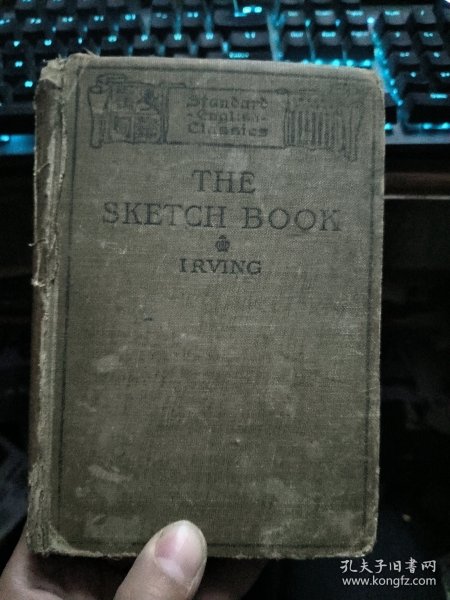 Standard
English
Classics
THE
SKETCH BOOK
IRVING
孔夫子旧书网
www.kongfz.com